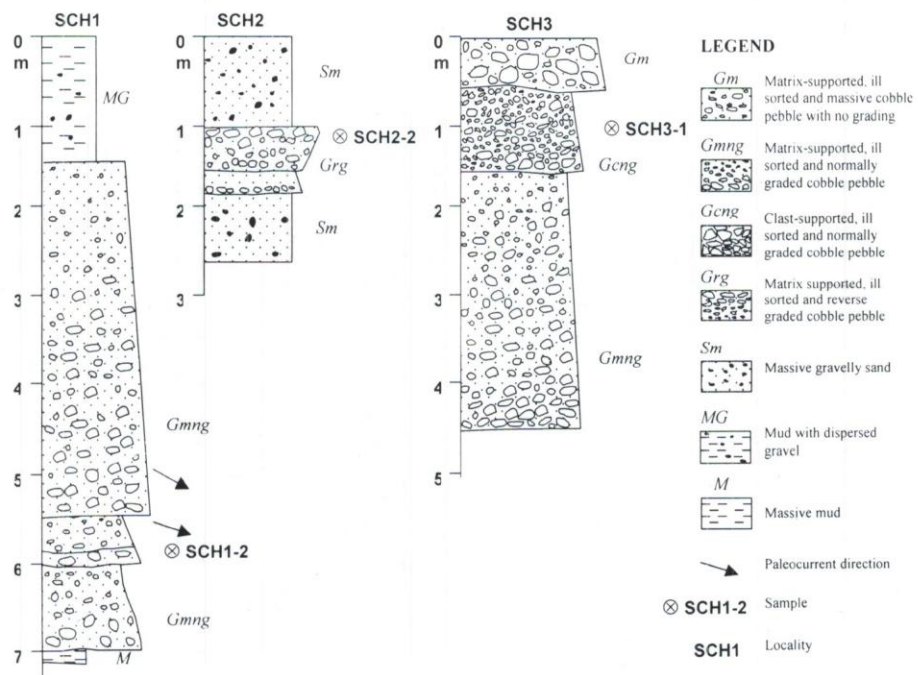 SCH1
0
m
1
2
3
4
5
6
7
MG
Gmng
SCH1-2
Gmng
M
SCH2
0
m
1
2
3
Sm
SCH2-2
Grg
Sm
SCH3
0
m
1
2
3
4
5
Gm
SCH3-1
Gcng
Gmng
LEGEND
Gm
Matrix-supported, ill
sorted and massive cobble
pebble with no grading
Gmng
Matrix-supported, ill
sorted and normally
graded cobble pebble
Gcng
Clast-supported, ill
sorted and normally
graded cobble pebble
Grg
Matrix supported, ill
sorted and reverse
graded cobble pebble
Sm
Massive gravelly sand
MG
Mud with dispersed
gravel
M
Massive mud
Paleocurrent direction
SCH1-2 Sample
SCH1 Locality